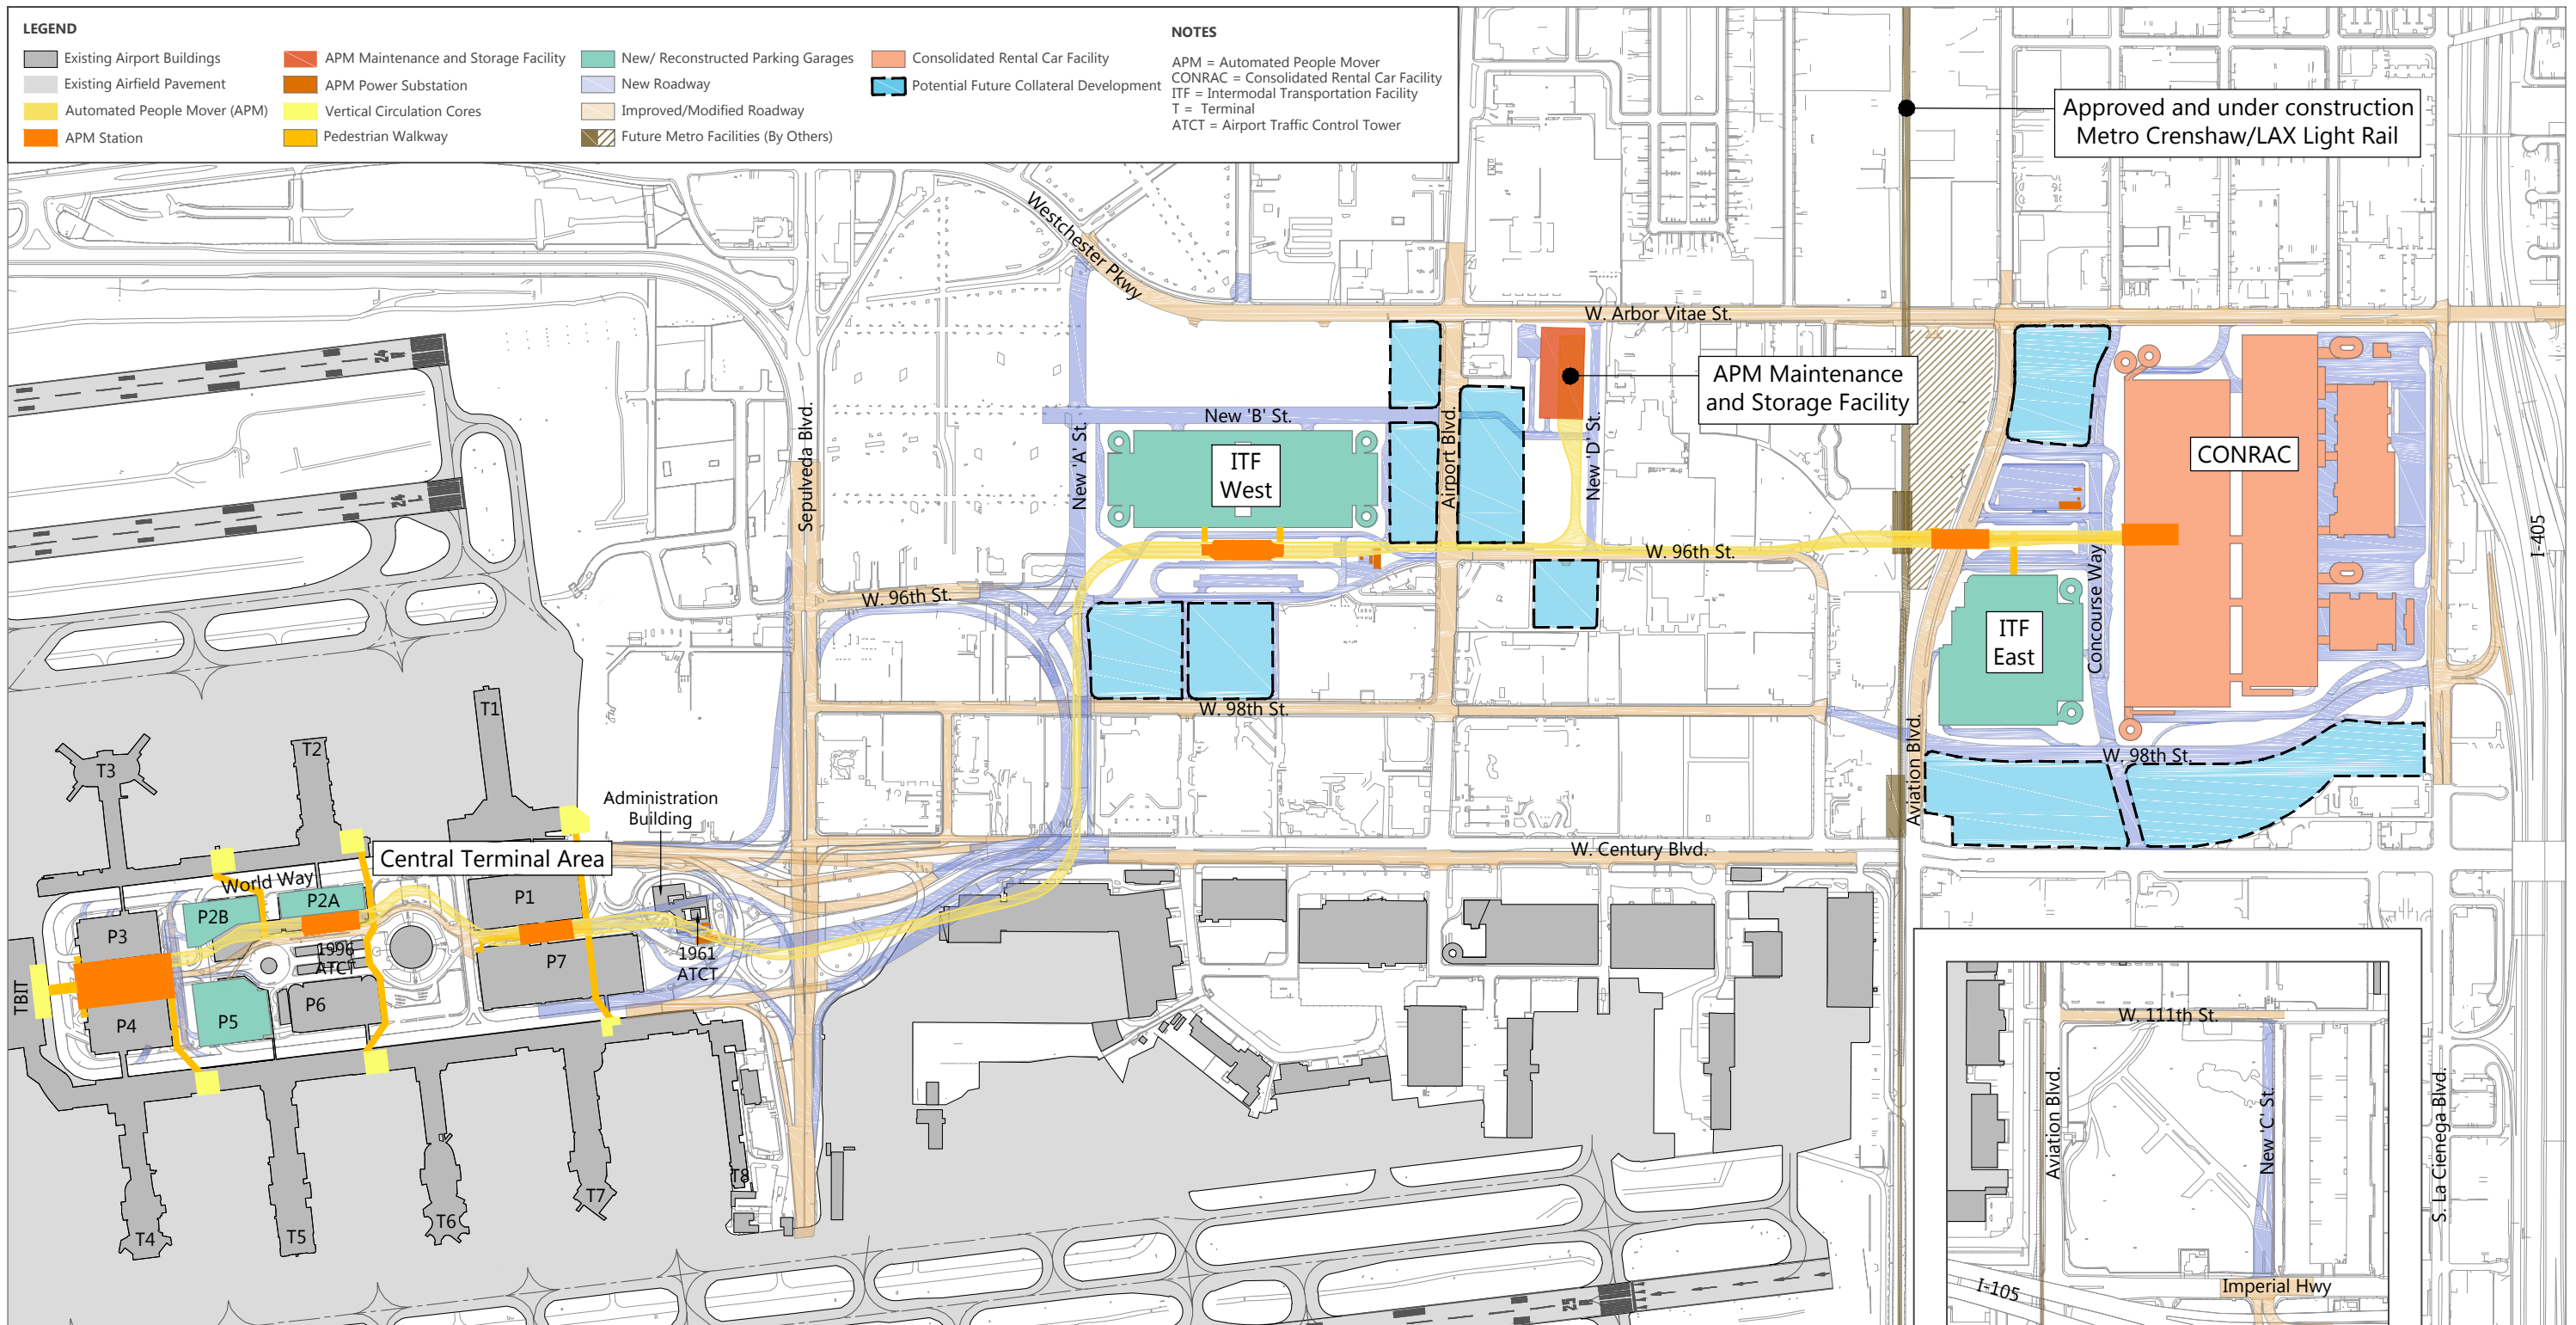 LEGEND
Existing Airport Buildings
Existing Airfield Pavement
Automated People Mover (APM)
APM Station
APM Maintenance and Storage Facility
APM Power Substation
Vertical Circulation Cores
Pedestrian Walkway
New/ Reconstructed Parking Garages
New Roadway
Improved/Modified Roadway
Future Metro Facilities (By Others)
Consolidated Rental Car Facility
Potential Future Collateral Development
NOTES
APM = Automated People Mover
CONRAC = Consolidated Rental Car Facility
ITF = Intermodal Transportation Facility
T = Terminal
ATCT = Airport Traffic Control Tower
Approved and under construction
Metro Crenshaw/LAX Light Rail
Westchester Pkwy
W. Arbor Vitae St.
APM Maintenance
and Storage Facility
New 'B' St.
New 'A' St.
Sepulveda Blvd.
Airport Blvd.
New 'D' St.
ITF
West
CONRAC
I-405
W. 96th St.
W. 96th St.
Concourse Way
ITF
East
W. 98th St.
W. 98th St.
Aviation Blvd.
W. Century Blvd.
24
R
24
L
T1
T2
T3
Administration
Building
Central Terminal Area
World Way
P1
P2A
P2B
P3
1996
ATCT
P7
1961
ATCT
TBIT
P4
P5
P6
T4
T5
T6
T7
T8
25
W. 111th St.
Aviation Blvd.
New 'C' St.
S. La Cienega Blvd.
Imperial Hwy
I-105